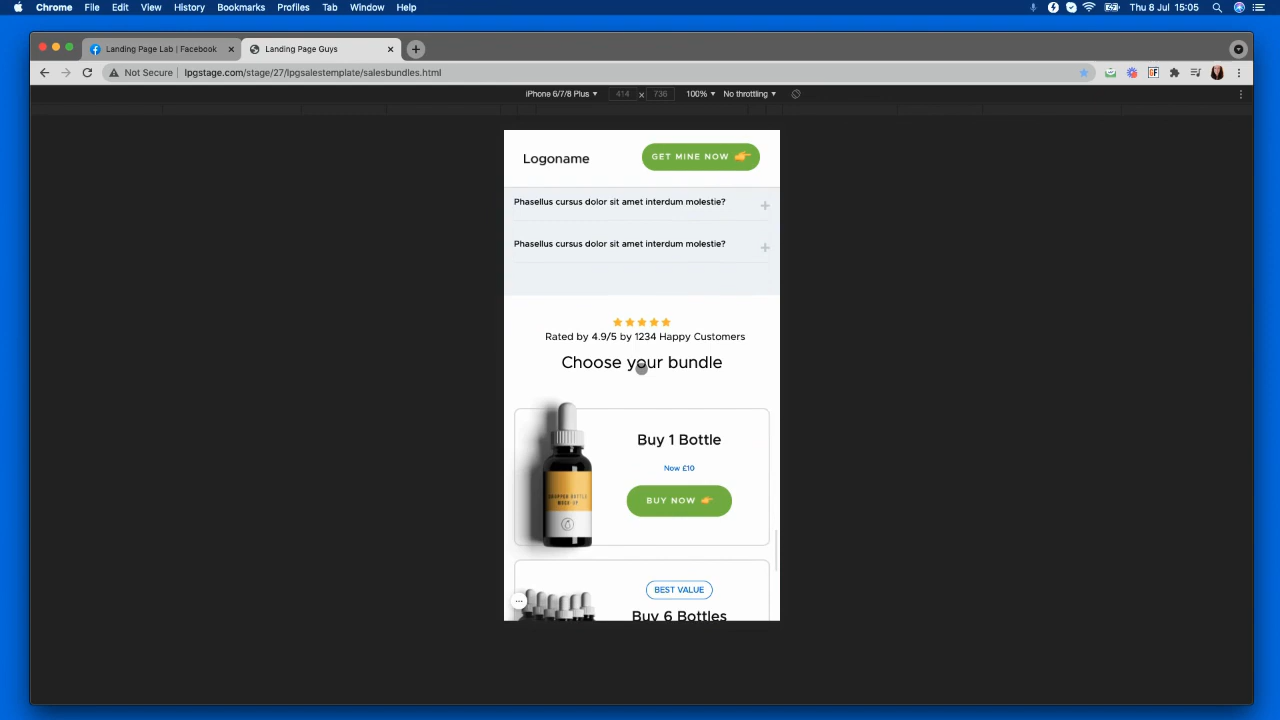 Chrome File Edit View History Bookmarks Profiles Tab Window Help Thu 8 Jul 15:05
Landing Page Lab | Facebook Landing Page Guys
Not Secure lpgstage.com/stage/27/lpgsalestemplate/salesbundles.html
iPhone 6/7/8 Plus 414 x 736 100% No throttling
Logoname GET MINE NOW
Phasellus cursus dolor sit amet interdum molestie?
Phasellus cursus dolor sit amet interdum molestie?
Rated by 4.9/5 by 1234 Happy Customers
Choose your bundle
Buy 1 Bottle
Now £10
BUY NOW
DROPPER BOTTLE
MOCK-UP
BEST VALUE
Buy 6 Bottles